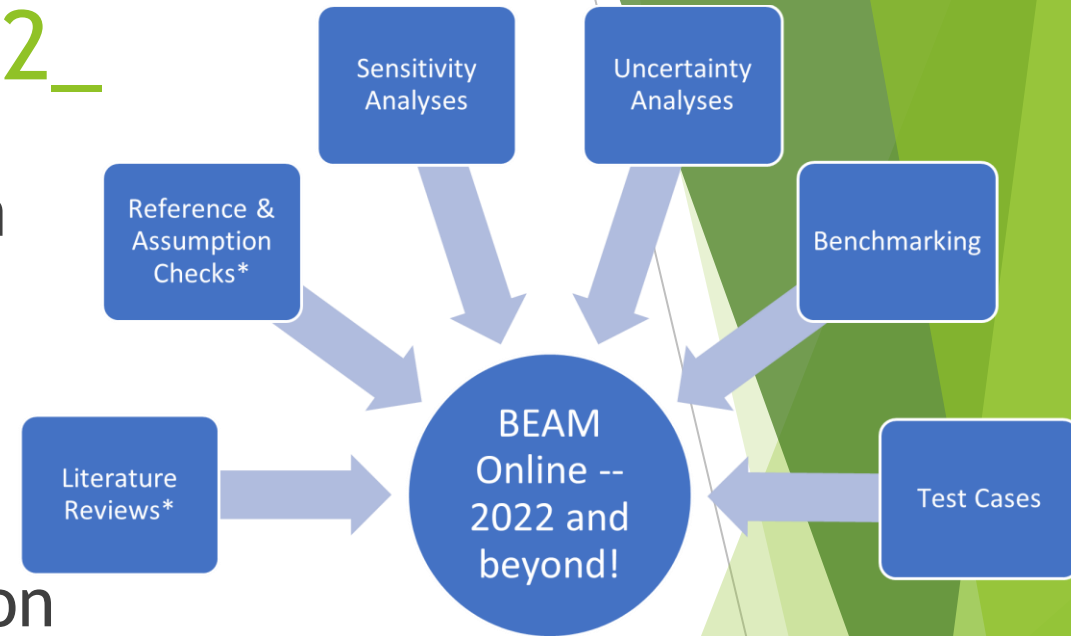 2_
Sensitivity
Analyses
Uncertainty
Analyses
Reference &
Assumption
Checks*
Benchmarking
Literature
Reviews*
BEAM
Online --
2022 and
beyond!
Test Cases
on